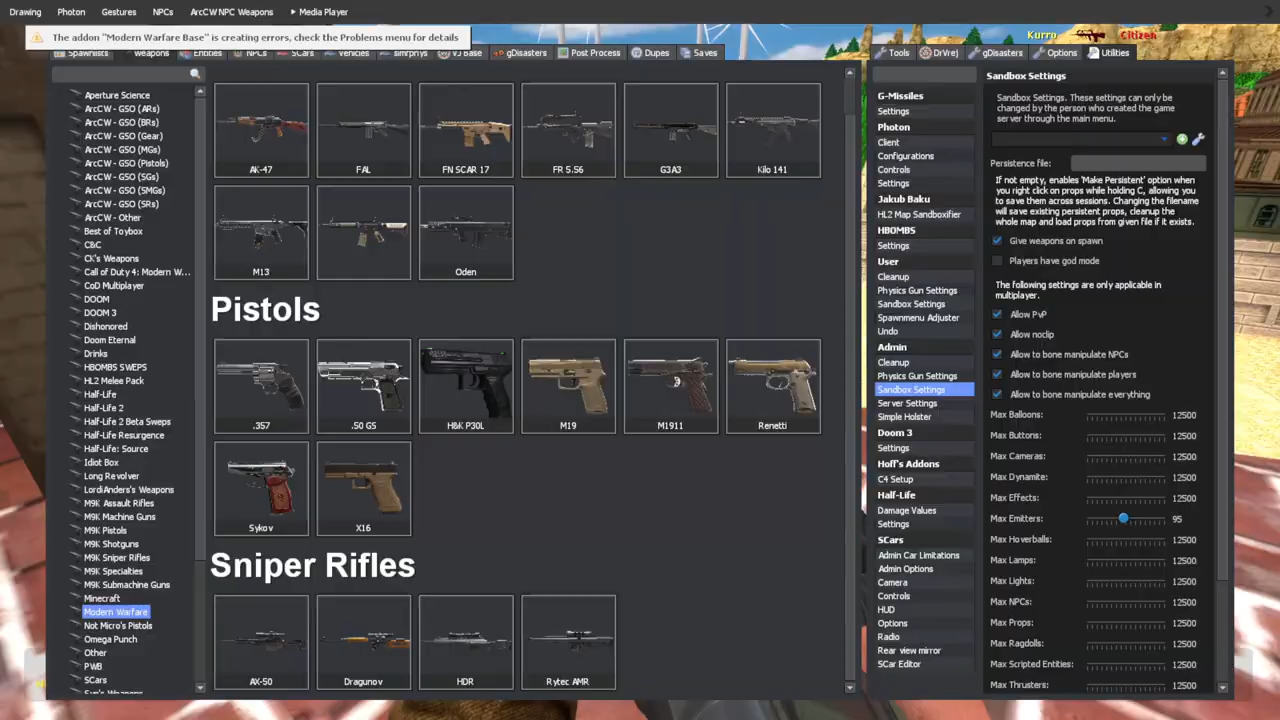 Drawing Photon Gestures NPCs ArcCW NPC Weapons Media Player
The addon "Modern Warfare Base" is creating errors, check the Problems menu for details
Kurro Citizen
Spawnlists Weapons Entities NPCs SCars Vehicles simfphys VJ Base gDisasters Post Process Dupes Saves
Tools DrVrej gDisasters Options Utilities
Aperture Science
ArcCW - GSO (ARs)
ArcCW - GSO (BRs)
ArcCW - GSO (Gear)
ArcCW - GSO (MGs)
ArcCW - GSO (Pistols)
ArcCW - GSO (SGs)
ArcCW - GSO (SMGs)
ArcCW - GSO (SRs)
ArcCW - Other
Best of Toybox
C&C
CK's Weapons
Call of Duty 4: Modern W...
CoD Multiplayer
DOOM
DOOM 3
Dishonored
Doom Eternal
Drinks
HBOMBS SWEPS
HL2 Melee Pack
Half-Life
Half-Life 2
Half-Life 2 Beta Sweps
Half-Life Resurgence
Half-Life: Source
Idiot Box
Long Revolver
LordiAnders's Weapons
M9K Assault Rifles
M9K Machine Guns
M9K Pistols
M9K Shotguns
M9K Sniper Rifles
M9K Specialties
M9K Submachine Guns
Minecraft
Modern Warfare
Not Micro's Pistols
Omega Punch
Other
PWB
SCars
AK-47 FAL FN SCAR 17 FR 5.56 G3A3 Kilo 141
M13 Oden
Pistols
.357 .50 GS H&K P30L M19 M1911 Renetti
Sykov X16
Sniper Rifles
AX-50 Dragunov HDR Rytec AMR
G-Missiles
Settings
Photon
Client
Configurations
Controls
Settings
Jakub Baku
HL2 Map Sandboxifier
HBOMBS
Settings
User
Cleanup
Physics Gun Settings
Sandbox Settings
Spawnmenu Adjuster
Undo
Admin
Cleanup
Physics Gun Settings
Sandbox Settings
Server Settings
Simple Holster
Doom 3
Settings
Hoff's Addons
C4 Setup
Half-Life
Damage Values
Settings
SCars
Admin Car Limitations
Admin Options
Camera
Controls
HUD
Options
Radio
Rear view mirror
SCar Editor
Sandbox Settings
Sandbox Settings. These settings can only be
changed by the person who created the game
server through the main menu.
Persistence file:
If not empty, enables 'Make Persistent' option when
you right click on props while holding C, allowing you
to save them across sessions. Changing the filename
will save existing persistent props, cleanup the
whole map and load props from given file if it exists.
Give weapons on spawn
Players have god mode
The following settings are only applicable in
multiplayer.
Allow PvP
Allow noclip
Allow to bone manipulate NPCs
Allow to bone manipulate players
Allow to bone manipulate everything
Max Balloons: 12500
Max Buttons: 12500
Max Cameras: 12500
Max Dynamite: 12500
Max Effects: 12500
Max Emitters: 95
Max Hoverballs: 12500
Max Lamps: 12500
Max Lights: 12500
Max NPCs: 12500
Max Props: 12500
Max Ragdolls: 12500
Max Scripted Entities: 12500
Max Thrusters: 12500